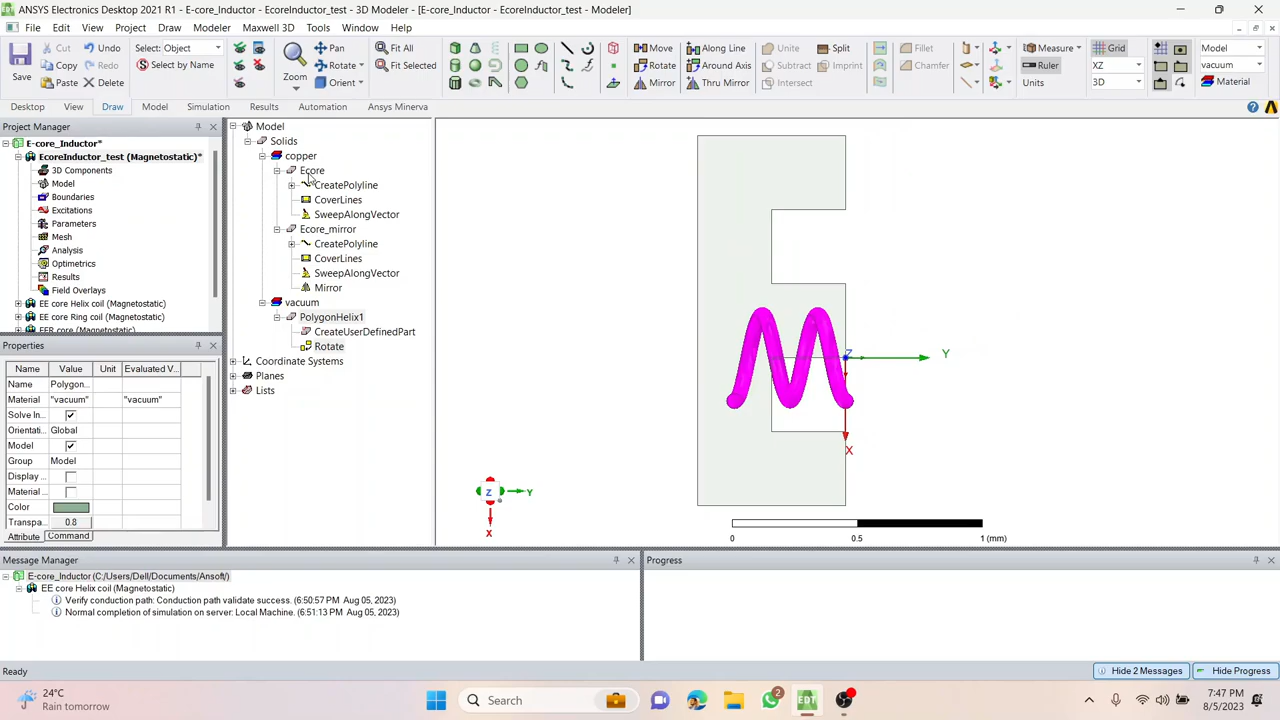 ANSYS Electronics Desktop 2021 R1 - E-core_Inductor - EcoreInductor_test - 3D Modeler - [E-core_Inductor - EcoreInductor_test - Modeler]
File Edit View Project Draw Modeler Maxwell 3D Tools Window Help
Save Cut Copy Paste Undo Redo Delete Select: Object Select by Name Zoom Pan Rotate Orient Fit All Fit Selected Move Rotate Mirror Along Line Around Axis Thru Mirror Unite Subtract Intersect Split Imprint Fillet Chamfer Measure Ruler Units Grid XZ 3D Model vacuum Material
Desktop View Draw Model Simulation Results Automation Ansys Minerva
Project Manager
E-core_Inductor*
EcoreInductor_test (Magnetostatic)*
3D Components
Model
Boundaries
Excitations
Parameters
Mesh
Analysis
Optimetrics
Results
Field Overlays
EE core Helix coil (Magnetostatic)
EE core Ring coil (Magnetostatic)
EER core (Magnetostatic)
Properties
Name Value Unit Evaluated V...
Name Polygon..
Material "vacuum" "vacuum"
Solve In...
Orientati... Global
Model
Group Model
Display ...
Material ...
Color
Transpa... 0.8
Attribute Command
Model
Solids
copper
Ecore
CreatePolyline
CoverLines
SweepAlongVector
Ecore_mirror
CreatePolyline
CoverLines
SweepAlongVector
Mirror
vacuum
PolygonHelix1
CreateUserDefinedPart
Rotate
Coordinate Systems
Planes
Lists
Z
Y
X
Z
Y
X
0 0.5 1 (mm)
Message Manager
E-core_Inductor (C:/Users/Dell/Documents/Ansoft/)
EE core Helix coil (Magnetostatic)
Verify conduction path: Conduction path validate success. (6:50:57 PM Aug 05, 2023)
Normal completion of simulation on server: Local Machine. (6:51:13 PM Aug 05, 2023)
Progress
Ready
Hide 2 Messages Hide Progress
24°C
Rain tomorrow
Search
2
EDT
7:47 PM
8/5/2023